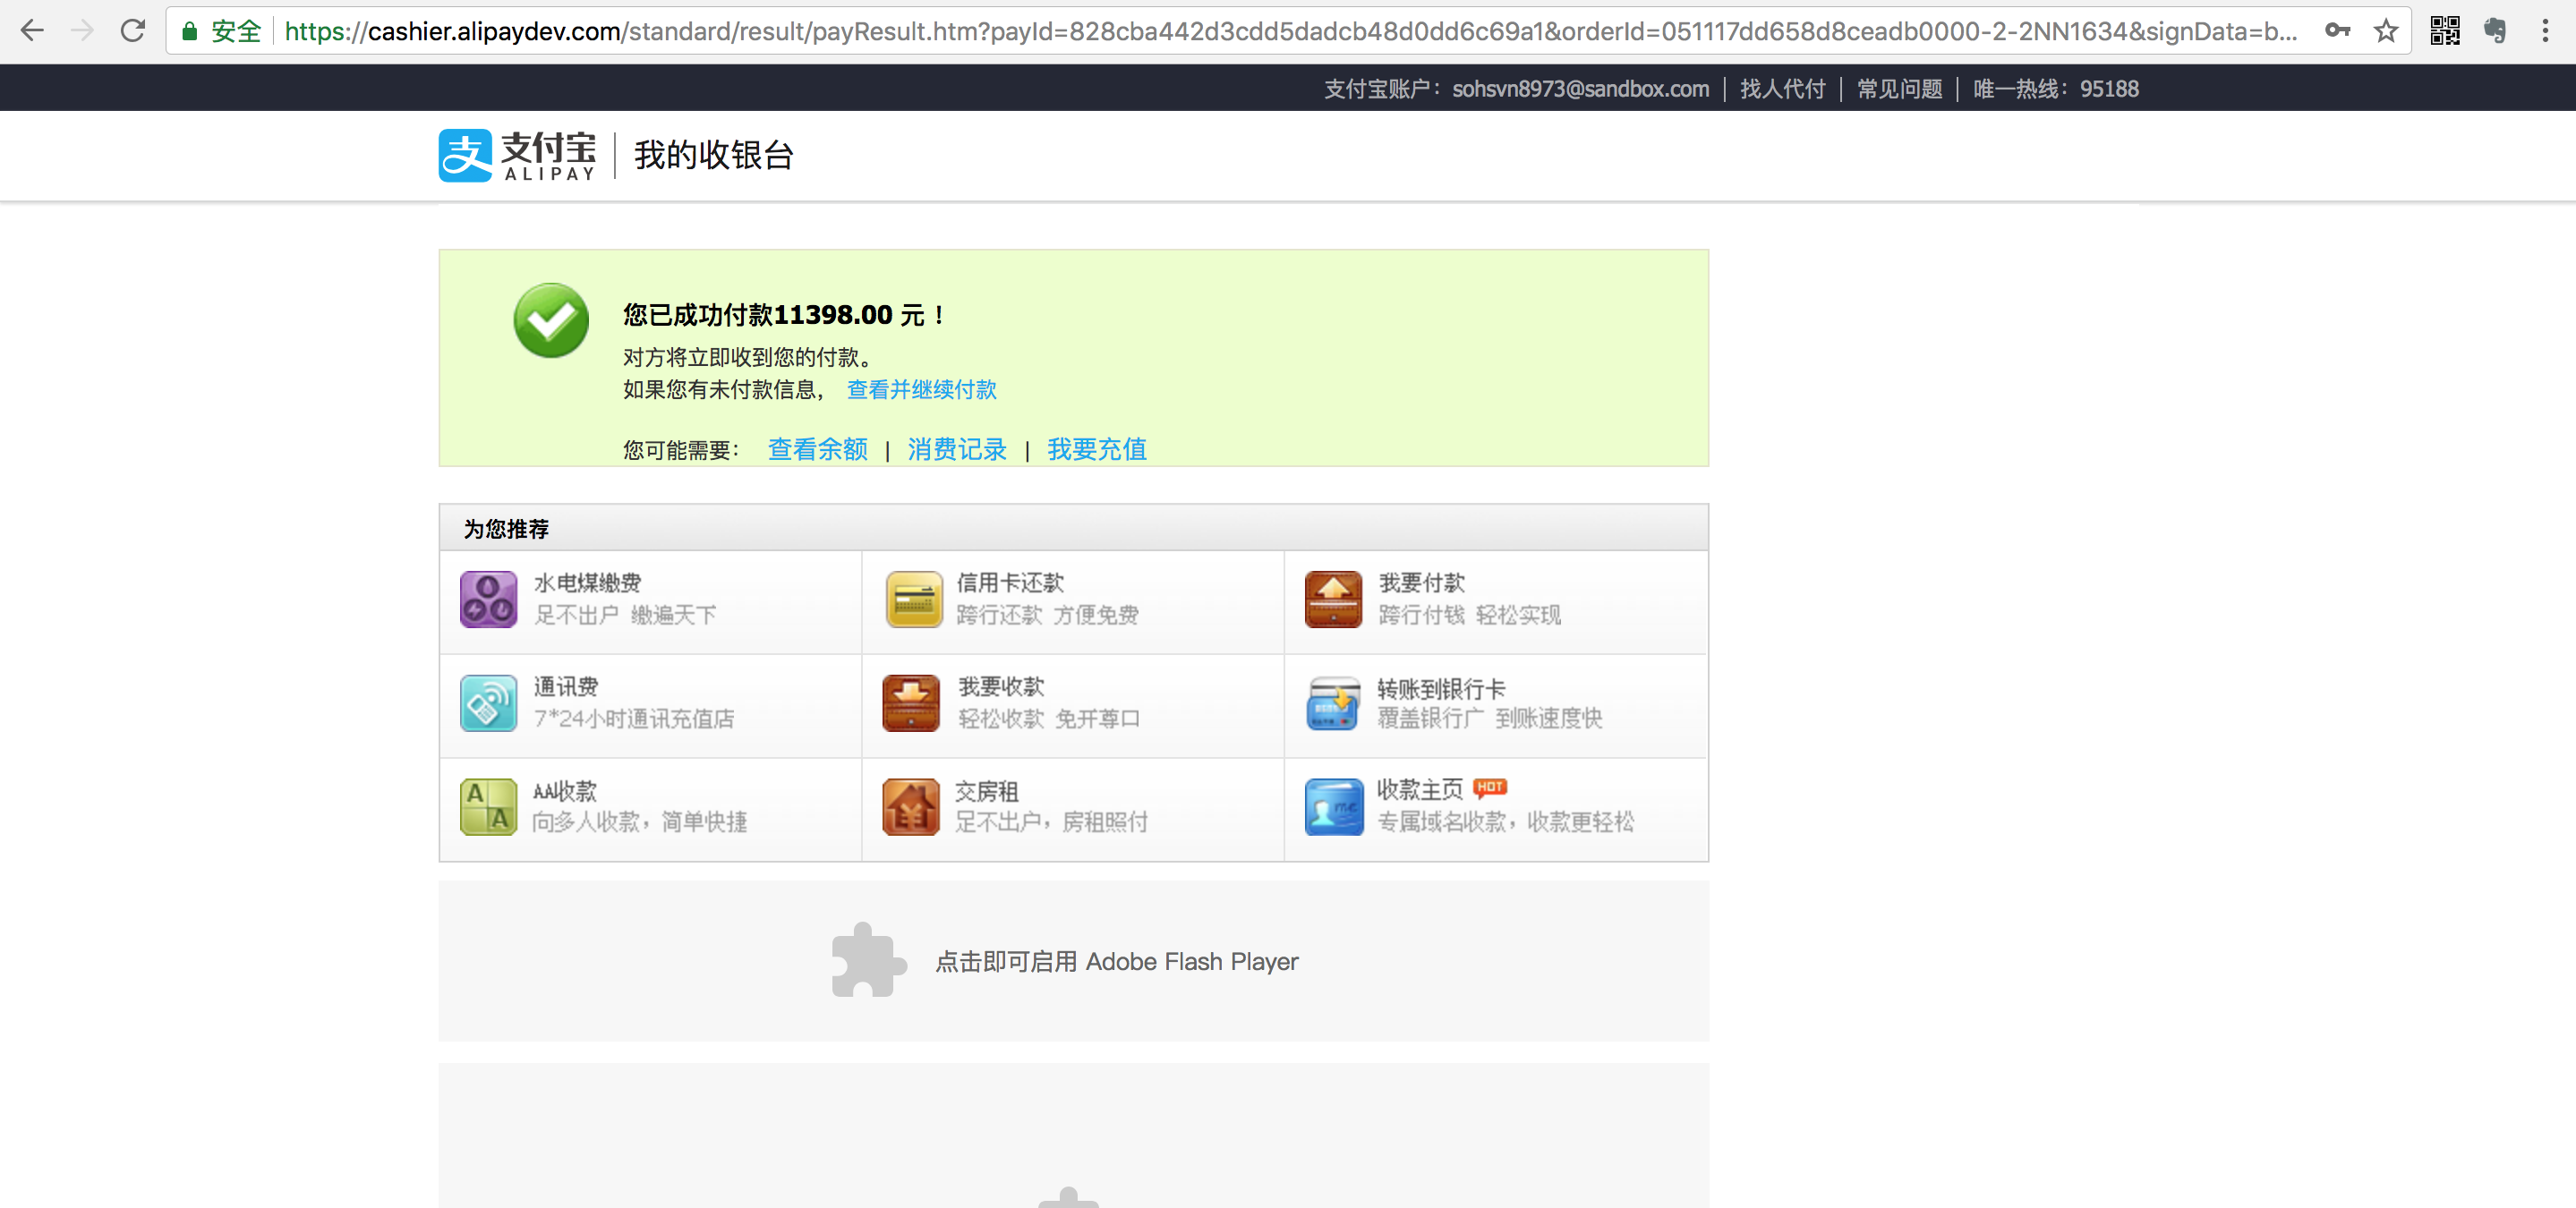 安全 https://cashier.alipaydev.com/standard/result/payResult.htm?payId=828cba442d3cdd5dadcb48d0dd6c69a1&orderId=051117dd658d8ceadb0000-2-2NN1634&signData=b...
支付宝账户：sohsvn8973@sandbox.com | 找人代付 | 常见问题 | 唯一热线：95188
支 支付宝 ALIPAY | 我的收银台
您已成功付款11398.00 元！
对方将立即收到您的付款。
如果您有未付款信息， 查看并继续付款
您可能需要： 查看余额 | 消费记录 | 我要充值
为您推荐
水电煤缴费
足不出户 缴遍天下
信用卡还款
跨行还款 方便免费
我要付款
跨行付钱 轻松实现
通讯费
7*24小时通讯充值店
我要收款
轻松收款 免开尊口
转账到银行卡
覆盖银行广 到账速度快
AA收款
向多人收款，简单快捷
交房租
足不出户，房租照付
收款主页 HOT
专属域名收款，收款更轻松
A
A
me
点击即可启用 Adobe Flash Player